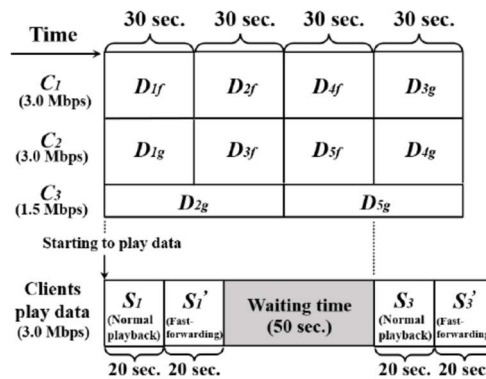 30 sec. 30 sec. 30 sec. 30 sec.
Time
C1 D1f D2f D4f D3g
(3.0 Mbps)
C2 D1g D3f D5f D4g
(3.0 Mbps)
C3 D2g D5g
(1.5 Mbps)
Starting to play data
Clients play data (3.0 Mbps)
S1 (Normal playback)
S1’ (Fast-forwarding)
Waiting time (50 sec.)
S3 (Normal playback)
S3’ (Fast-forwarding)
20 sec. 20 sec. 20 sec. 20 sec.